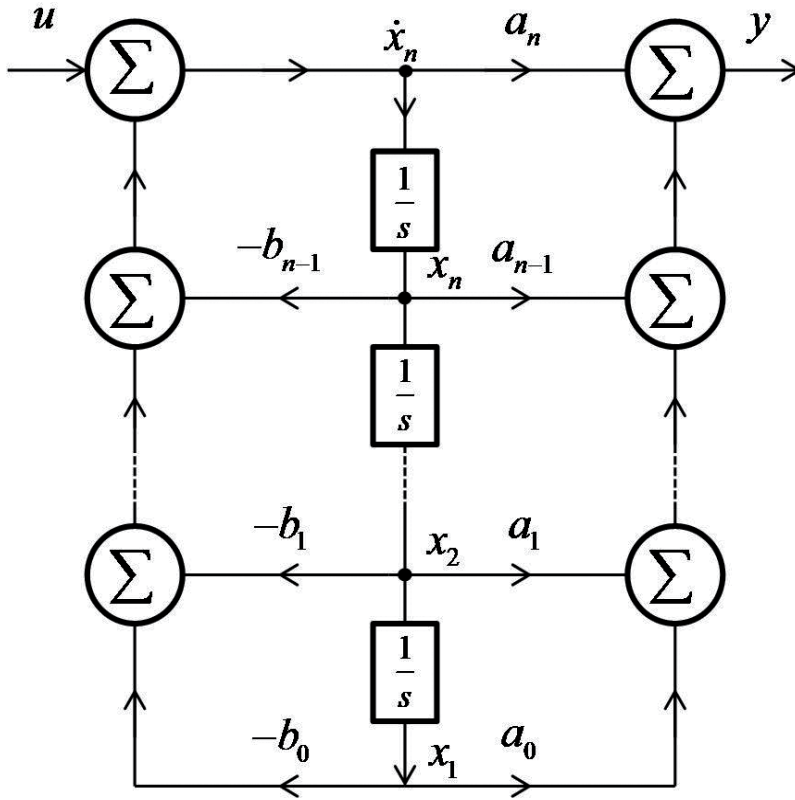 u ẋₙ aₙ y
Σ Σ
1/s
−bₙ₋₁ xₙ aₙ₋₁
Σ Σ
1/s
−b₁ x₂ a₁
Σ Σ
1/s
−b₀ x₁ a₀